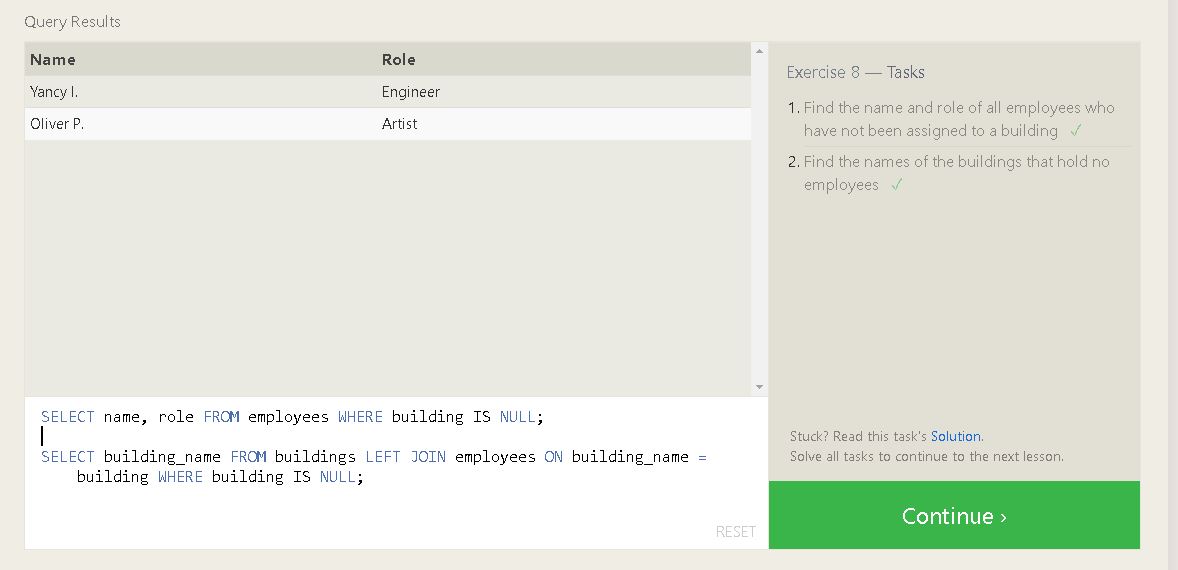 Query Results
Name Role
Yancy I. Engineer
Oliver P. Artist
SELECT name, role FROM employees WHERE building IS NULL;
SELECT building_name FROM buildings LEFT JOIN employees ON building_name =
building WHERE building IS NULL;
RESET
Exercise 8 — Tasks
1. Find the name and role of all employees who
have not been assigned to a building ✓
2. Find the names of the buildings that hold no
employees ✓
Stuck? Read this task's Solution.
Solve all tasks to continue to the next lesson.
Continue ›